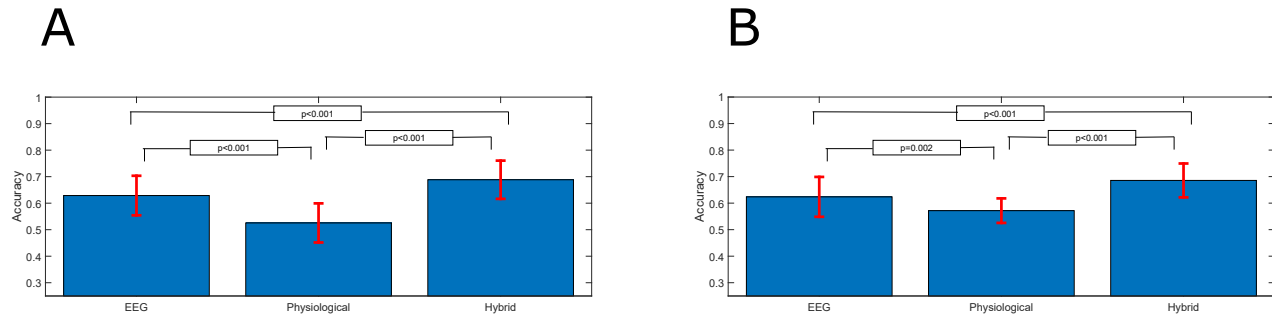 A
1
0.9
0.8
0.7
0.6
0.5
0.4
0.3
Accuracy
p<0.001
p<0.001
p<0.001
EEG
Physiological
Hybrid
B
1
0.9
0.8
0.7
0.6
0.5
0.4
0.3
Accuracy
p<0.001
p=0.002
p<0.001
EEG
Physiological
Hybrid